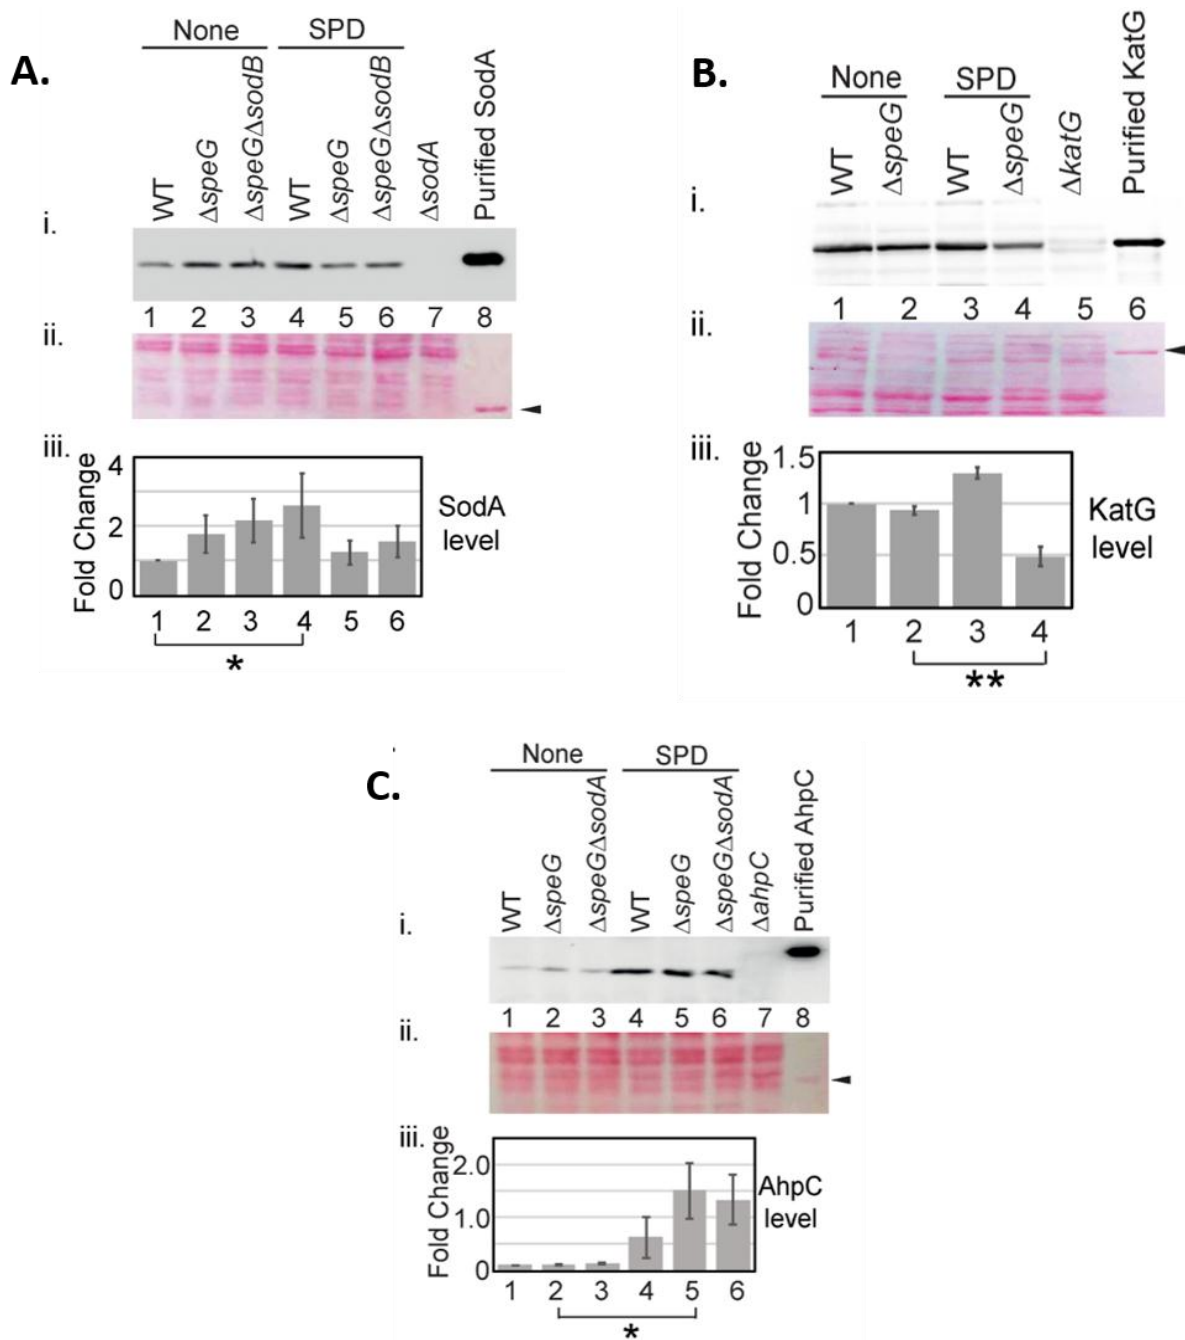 A.
None SPD
WT
ΔspeG
ΔspeGΔsodB
WT
ΔspeG
ΔspeGΔsodB
ΔsodA
Purified SodA
i.
1 2 3 4 5 6 7 8
ii.
iii.
Fold Change
4
2
0
SodA
level
1 2 3 4 5 6
*
B.
None SPD
WT
ΔspeG
WT
ΔspeG
ΔkatG
Purified KatG
i.
1 2 3 4 5 6
ii.
iii.
Fold Change
1.5
1
0.5
0
KatG
level
1 2 3 4
**
C.
None SPD
WT
ΔspeG
ΔspeGΔsodA
WT
ΔspeG
ΔspeGΔsodA
ΔahpC
Purified AhpC
i.
1 2 3 4 5 6 7 8
ii.
iii.
Fold Change
2.0
1.0
0
AhpC
level
1 2 3 4 5 6
*